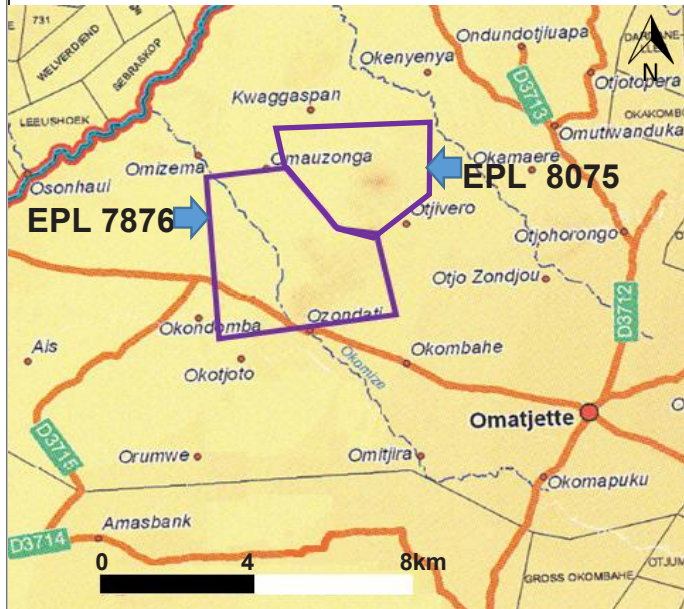 731
WELVERDIEND
SEBRASKOP
LEEUSHOEK
Ondundotjiuapa
Okenyenya
Otjotopera
D3713
N
OKAKOMBO
Kwaggaspan
Omutiwanduka
Omizema
Omauzonga
Okamaere
EPL 8075
Osonhaui
EPL 7876
Otjivero
Otjohorongo
Otjo Zondjou
D3712
Okondomba
Ozondati
Ais
Okotjoto
Okomize
Okombahe
Omatjette
D3715
Orumwe
Omitjira
Okomapuku
Amasbank
D3714
0 4 8km
GROSS OKOMBAHE
OTJUM